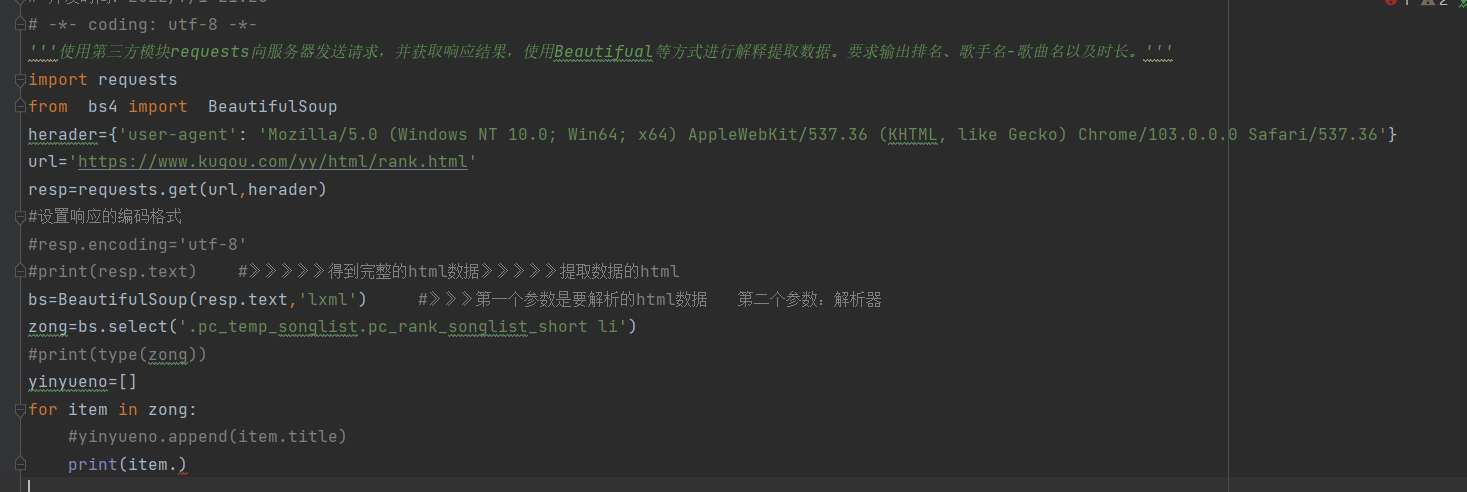 # -*- coding: utf-8 -*-
'''使用第三方模块requests向服务器发送请求，并获取响应结果，使用Beautifual等方式进行解释提取数据。要求输出排名、歌手名-歌曲名以及时长。'''
import requests
from  bs4 import  BeautifulSoup
herader={'user-agent': 'Mozilla/5.0 (Windows NT 10.0; Win64; x64) AppleWebKit/537.36 (KHTML, like Gecko) Chrome/103.0.0.0 Safari/537.36'}
url='https://www.kugou.com/yy/html/rank.html'
resp=requests.get(url,herader)
#设置响应的编码格式
#resp.encoding='utf-8'
#print(resp.text)    #》》》》》得到完整的html数据》》》》》提取数据的html
bs=BeautifulSoup(resp.text,'lxml')     #》》》第一个参数是要解析的html数据   第二个参数：解析器
zong=bs.select('.pc_temp_songlist.pc_rank_songlist_short li')
#print(type(zong))
yinyueno=[]
for item in zong:
    #yinyueno.append(item.title)
    print(item.)